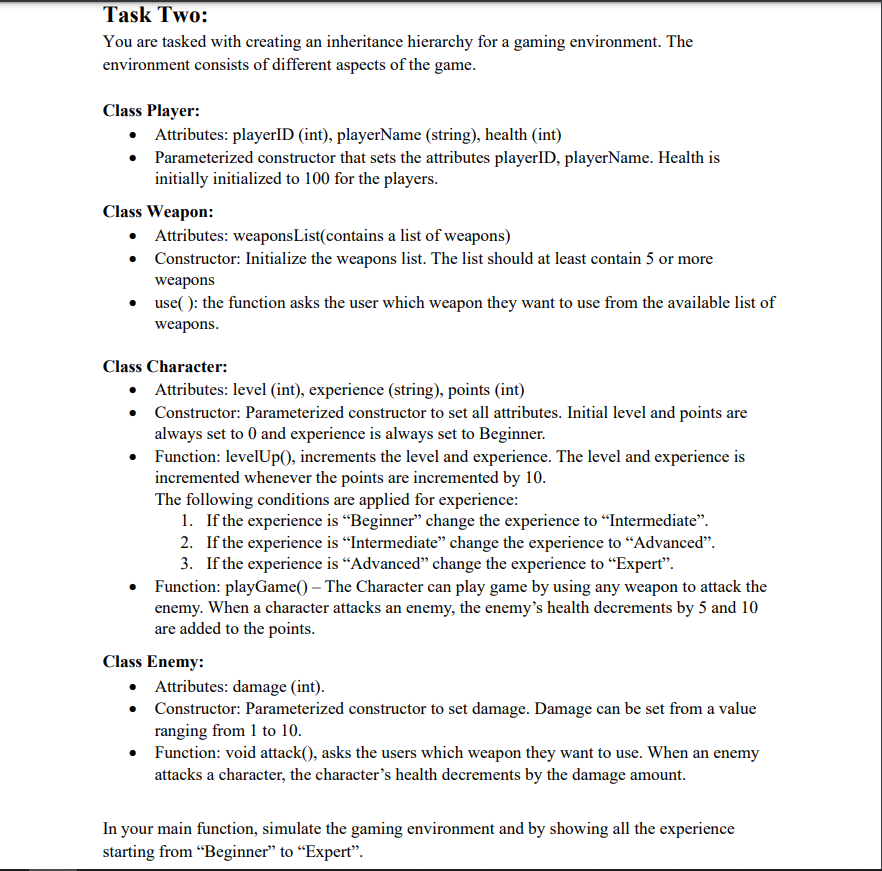 Task Two:
You are tasked with creating an inheritance hierarchy for a gaming environment. The
environment consists of different aspects of the game.
Class Player:
• Attributes: playerID (int), playerName (string), health (int)
• Parameterized constructor that sets the attributes playerID, playerName. Health is
initially initialized to 100 for the players.
Class Weapon:
• Attributes: weaponsList(contains a list of weapons)
• Constructor: Initialize the weapons list. The list should at least contain 5 or more
weapons
• use( ): the function asks the user which weapon they want to use from the available list of
weapons.
Class Character:
• Attributes: level (int), experience (string), points (int)
• Constructor: Parameterized constructor to set all attributes. Initial level and points are
always set to 0 and experience is always set to Beginner.
• Function: levelUp(), increments the level and experience. The level and experience is
incremented whenever the points are incremented by 10.
The following conditions are applied for experience:
1. If the experience is “Beginner” change the experience to “Intermediate”.
2. If the experience is “Intermediate” change the experience to “Advanced”.
3. If the experience is “Advanced” change the experience to “Expert”.
• Function: playGame() – The Character can play game by using any weapon to attack the
enemy. When a character attacks an enemy, the enemy’s health decrements by 5 and 10
are added to the points.
Class Enemy:
• Attributes: damage (int).
• Constructor: Parameterized constructor to set damage. Damage can be set from a value
ranging from 1 to 10.
• Function: void attack(), asks the users which weapon they want to use. When an enemy
attacks a character, the character’s health decrements by the damage amount.
In your main function, simulate the gaming environment and by showing all the experience
starting from “Beginner” to “Expert”.